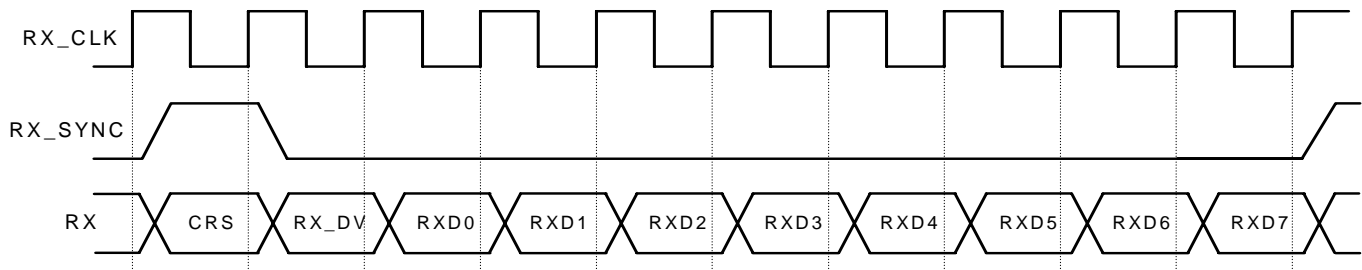 RX_CLK
RX_SYNC
RX CRS RX_DV RXD0 RXD1 RXD2 RXD3 RXD4 RXD5 RXD6 RXD7